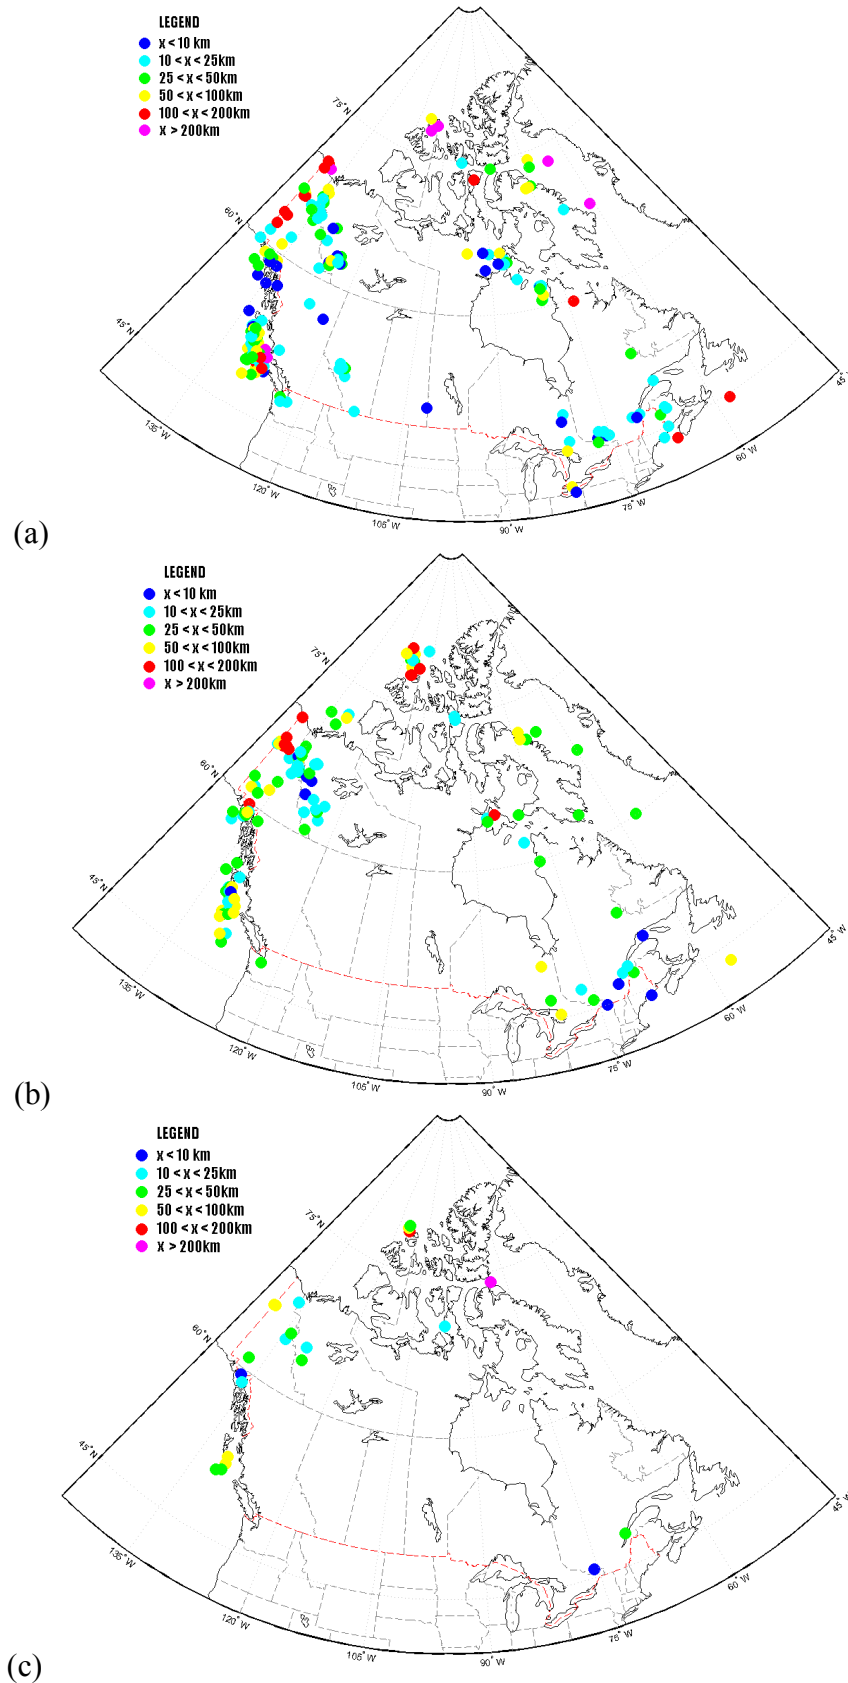 LEGEND
x < 10 km
10 < x < 25km
25 < x < 50km
50 < x < 100km
100 < x < 200km
x > 200km
75° N
60° N
45° N
135° W
120° W
105° W
90° W
75° W
60° W
45° W
(a)
LEGEND
x < 10 km
10 < x < 25km
25 < x < 50km
50 < x < 100km
100 < x < 200km
x > 200km
75° N
60° N
45° N
135° W
120° W
105° W
90° W
75° W
60° W
45° W
(b)
LEGEND
x < 10 km
10 < x < 25km
25 < x < 50km
50 < x < 100km
100 < x < 200km
x > 200km
75° N
60° N
45° N
135° W
120° W
105° W
90° W
75° W
60° W
45° W
(c)